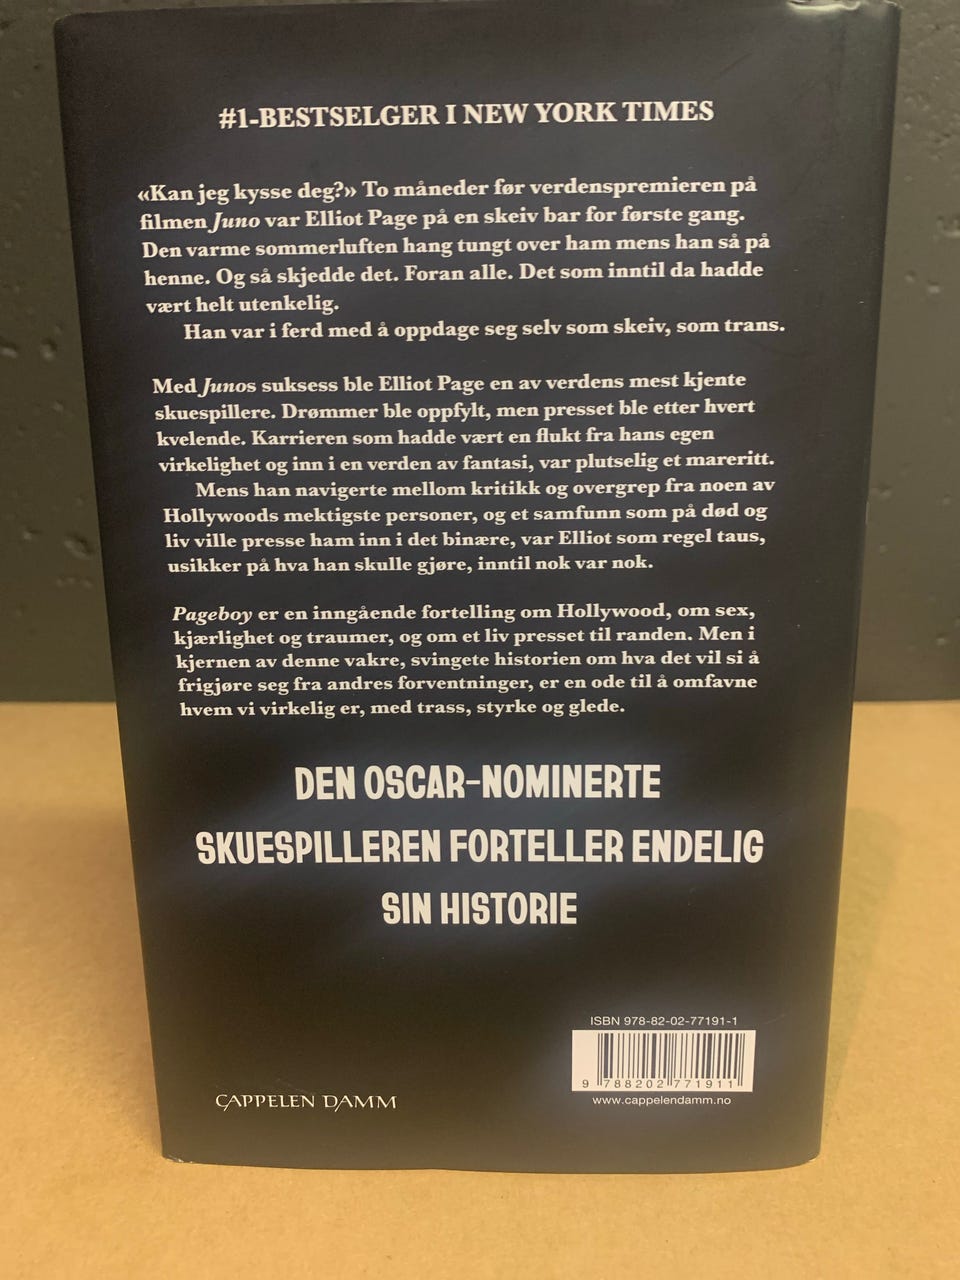 #1-BESTSELGER I NEW YORK TIMES
«Kan jeg kysse deg?» To måneder før verdenspremieren på
filmen Juno var Elliot Page på en skeiv bar for første gang.
Den varme sommerluften hang tungt over ham mens han så på
henne. Og så skjedde det. Foran alle. Det som inntil da hadde
vært helt utenkelig.
Han var i ferd med å oppdage seg selv som skeiv, som trans.
Med Junos suksess ble Elliot Page en av verdens mest kjente
skuespillere. Drømmer ble oppfylt, men presset ble etter hvert
kvelende. Karrieren som hadde vært en flukt fra hans egen
virkelighet og inn i en verden av fantasi, var plutselig et mareritt.
Mens han navigerte mellom kritikk og overgrep fra noen av
Hollywoods mektigste personer, og et samfunn som på død og
liv ville presse ham inn i det binære, var Elliot som regel taus,
usikker på hva han skulle gjøre, inntil nok var nok.
Pageboy er en inngående fortelling om Hollywood, om sex,
kjærlighet og traumer, og om et liv presset til randen. Men i
kjernen av denne vakre, svingete historien om hva det vil si å
frigjøre seg fra andres forventninger, er en ode til å omfavne
hvem vi virkelig er, med trass, styrke og glede.
DEN OSCAR-NOMINERTE
SKUESPILLEREN FORTELLER ENDELIG
SIN HISTORIE
ISBN 978-82-02-77191-1
9 788202 771911
www.cappelendamm.no
CAPPELEN DAMM